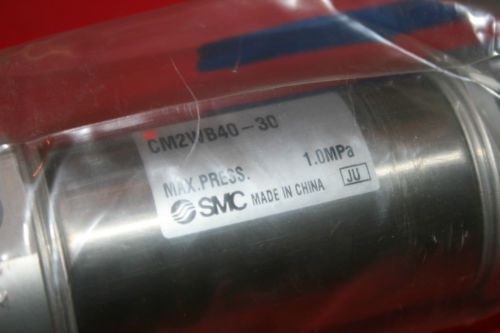 CM2WB40-30
MAX.PRESS. 1.0MPa
SMC MADE IN CHINA JU